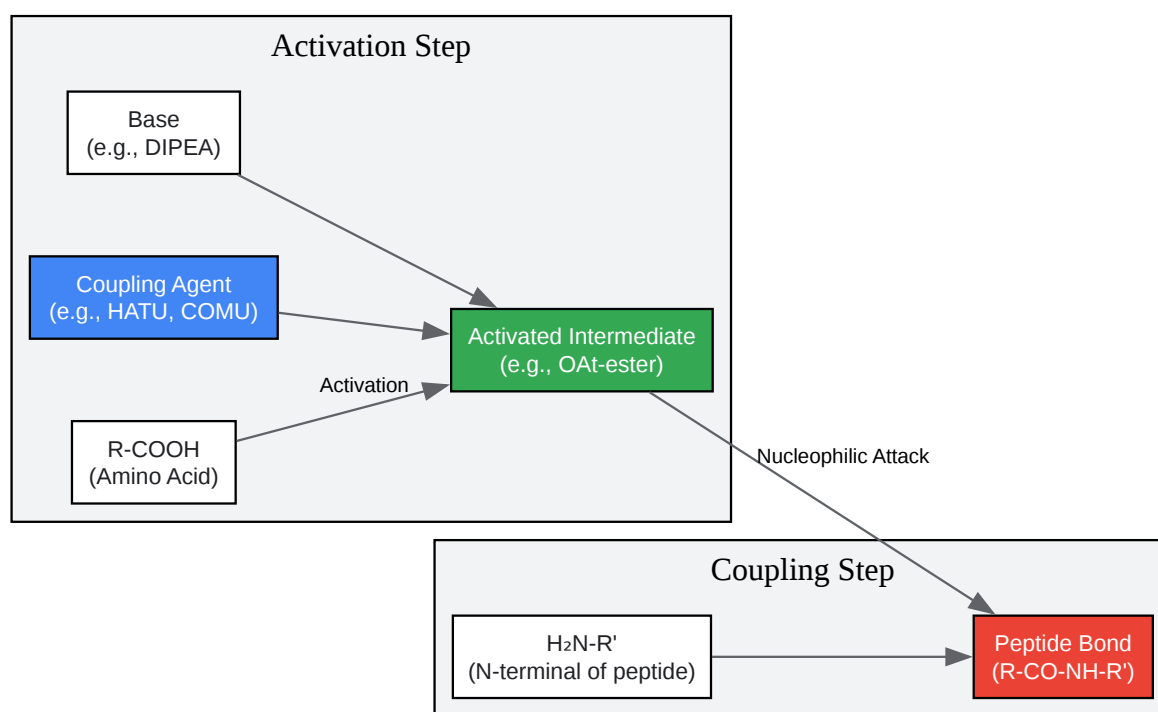 Activation Step
Base
(e.g., DIPEA)
Coupling Agent
(e.g., HATU, COMU)
Activated Intermediate
(e.g., OAt-ester)
Activation
R-COOH
(Amino Acid)
Nucleophilic Attack
Coupling Step
H₂N-R'
(N-terminal of peptide)
Peptide Bond
(R-CO-NH-R')